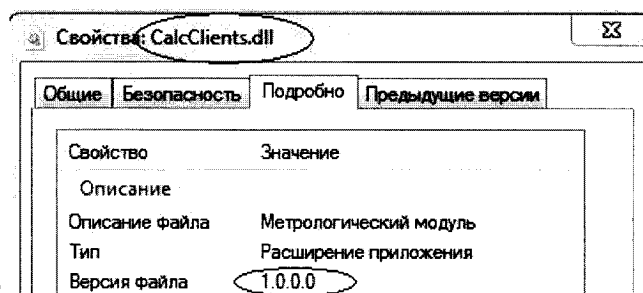 Свойства: CalcClients.dll
Общие Безопасность Подробно Предыдущие версии
Свойство Значение
Описание
Описание файла Метрологический модуль
Тип Расширение приложения
Версия файла 1.0.0.0